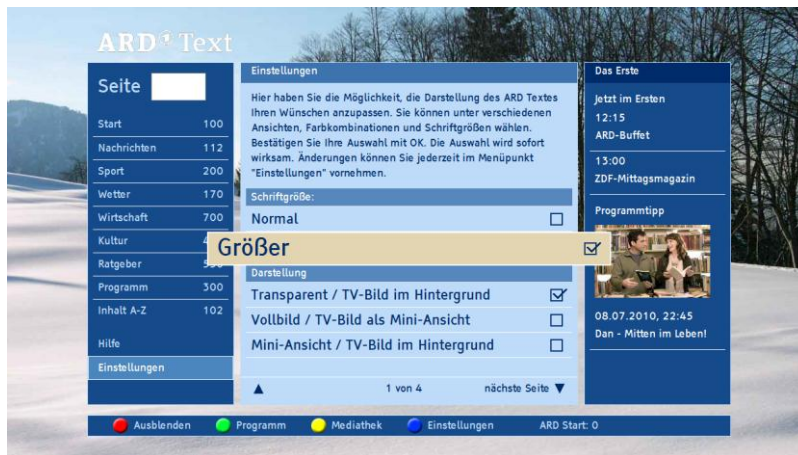 ARD Text
Seite
Start 100
Nachrichten 112
Sport 200
Wetter 170
Wirtschaft 700
Kultur 4
Ratgeber
Programm 300
Inhalt A-Z 102
Hilfe
Einstellungen
Einstellungen
Hier haben Sie die Möglichkeit, die Darstellung des ARD Textes
Ihren Wünschen anzupassen. Sie können unter verschiedenen
Ansichten, Farbkombinationen und Schriftgrößen wählen.
Bestätigen Sie Ihre Auswahl mit OK. Die Auswahl wird sofort
wirksam. Änderungen können Sie jederzeit im Menüpunkt
"Einstellungen" vornehmen.
Schriftgröße:
Normal
Größer
Darstellung
Transparent / TV-Bild im Hintergrund
Vollbild / TV-Bild als Mini-Ansicht
Mini-Ansicht / TV-Bild im Hintergrund
1 von 4 nächste Seite
Das Erste
Jetzt im Ersten
12:15
ARD-Buffet
13:00
ZDF-Mittagsmagazin
Programmtipp
08.07.2010, 22:45
Dan - Mitten im Leben!
Ausblenden Programm Mediathek Einstellungen ARD Start: 0